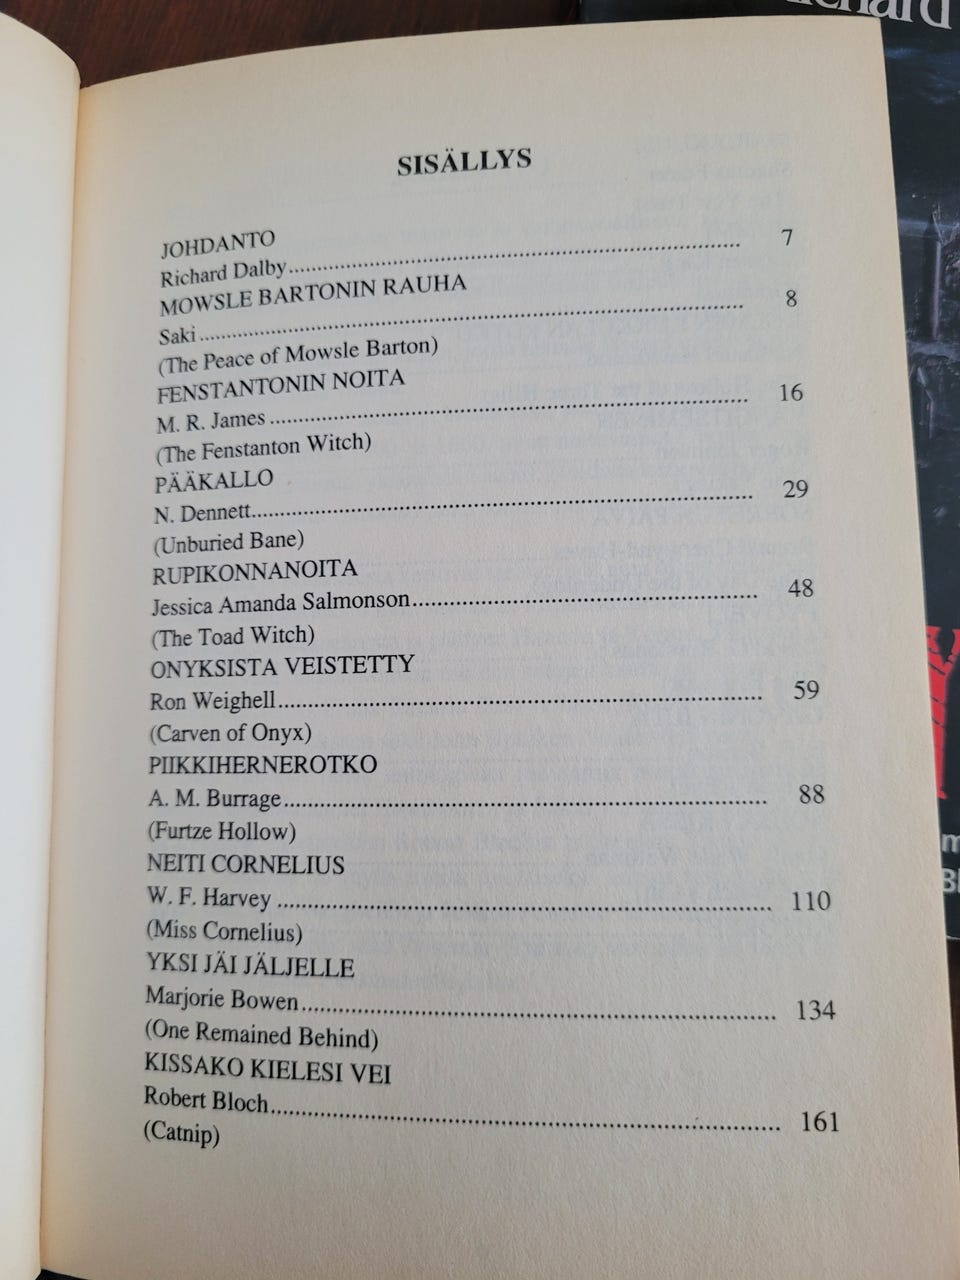 SISÄLLYS
JOHDANTO
Richard Dalby........................................ 7
MOWSLE BARTONIN RAUHA
Saki........................................ 8
(The Peace of Mowsle Barton)
FENSTANTONIN NOITA
M. R. James........................................ 16
(The Fenstanton Witch)
PÄÄKALLO
N. Dennett........................................ 29
(Unburied Bane)
RUPIKONNANOITA
Jessica Amanda Salmonson........................................ 48
(The Toad Witch)
ONYKSISTA VEISTETTY
Ron Weighell........................................ 59
(Carven of Onyx)
PIIKKIHERNEROTKO
A. M. Burrage........................................ 88
(Furtze Hollow)
NEITI CORNELIUS
W. F. Harvey........................................ 110
(Miss Cornelius)
YKSI JÄI JÄLJELLE
Marjorie Bowen........................................ 134
(One Remained Behind)
KISSAKO KIELESI VEI
Robert Bloch........................................ 161
(Catnip)